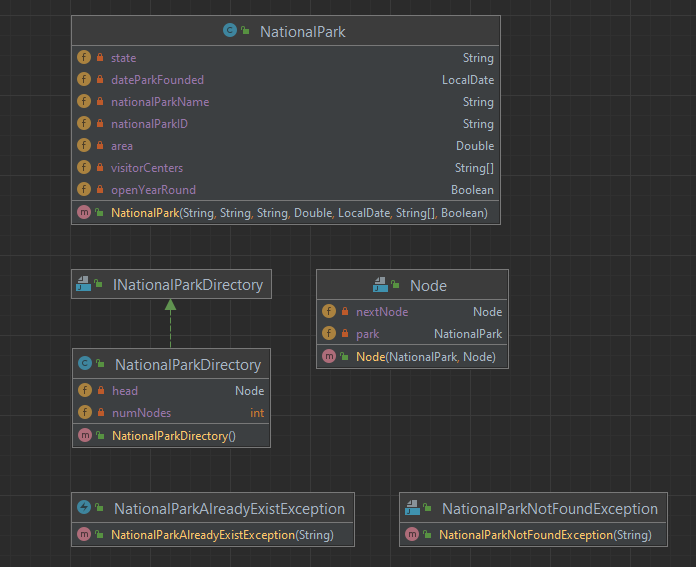 NationalPark
state String
dateParkFounded LocalDate
nationalParkName String
nationalParkID String
area Double
visitorCenters String[]
openYearRound Boolean
NationalPark(String, String, String, Double, LocalDate, String[], Boolean)
INationalParkDirectory
Node
nextNode Node
park NationalPark
Node(NationalPark, Node)
NationalParkDirectory
head Node
numNodes int
NationalParkDirectory()
NationalParkAlreadyExistException
NationalParkAlreadyExistException(String)
NationalParkNotFoundException
NationalParkNotFoundException(String)